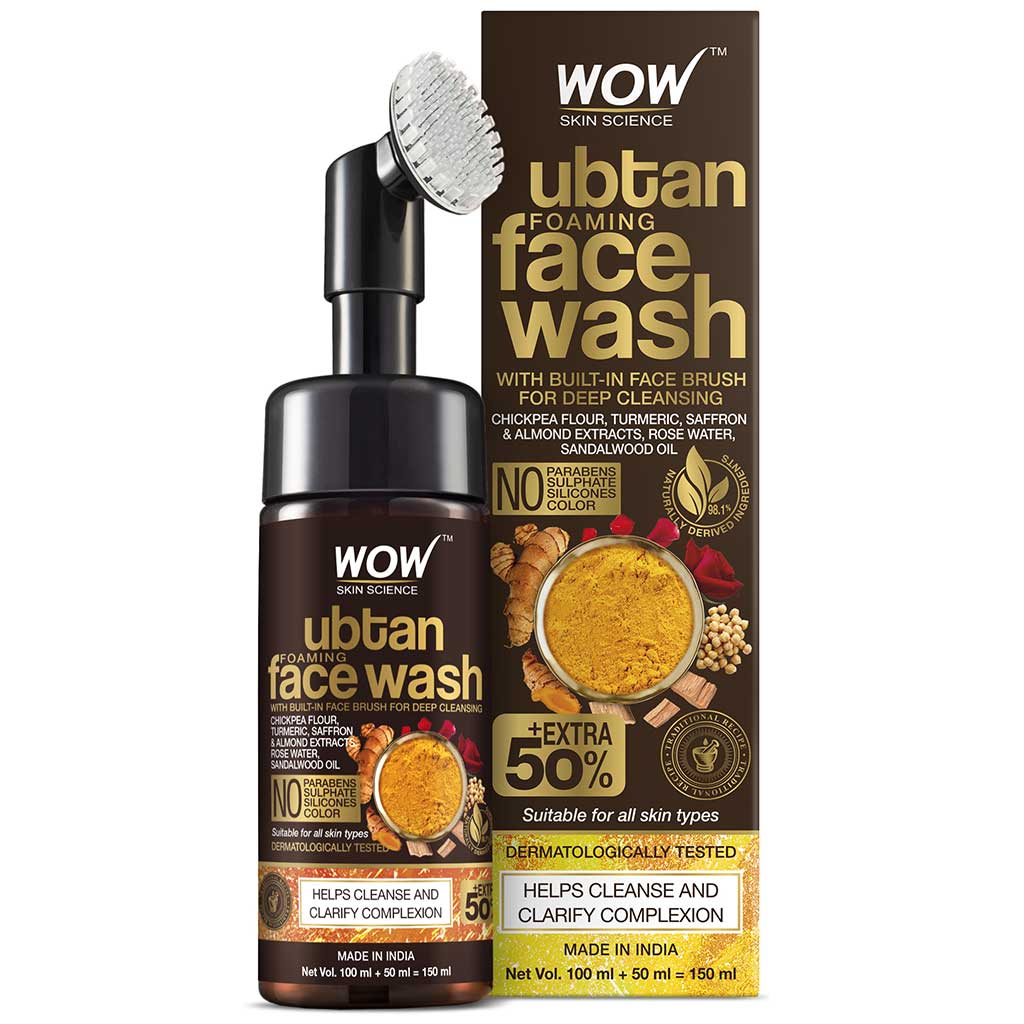 WOW™
SKIN SCIENCE
ubtan
FOAMING
face
wash
WITH BUILT-IN FACE BRUSH
FOR DEEP CLEANSING
CHICKPEA FLOUR, TURMERIC, SAFFRON
& ALMOND EXTRACTS, ROSE WATER,
SANDALWOOD OIL
NO PARABENS
SULPHATE
SILICONES
COLOR
98.1%
NATURALLY DERIVED INGREDIENTS
+EXTRA
50%
TRADITIONAL RECIPE • TRADITIONAL RECIPE •
Suitable for all skin types
DERMATOLOGICALLY TESTED
HELPS CLEANSE AND
CLARIFY COMPLEXION
MADE IN INDIA
Net Vol. 100 ml + 50 ml = 150 ml
WOW™
SKIN SCIENCE
ubtan
FOAMING
face wash
WITH BUILT-IN FACE BRUSH FOR DEEP CLEANSING
CHICKPEA FLOUR,
TURMERIC, SAFFRON
& ALMOND EXTRACTS,
ROSE WATER,
SANDALWOOD OIL
NO PARABENS
SULPHATE
SILICONES
COLOR
Suitable for all skin types
DERMATOLOGICALLY TESTED
+EXTR
50
HELPS CLEANSE AND
CLARIFY COMPLEXION
MADE IN INDIA
Net Vol. 100 ml + 50 ml = 150 ml